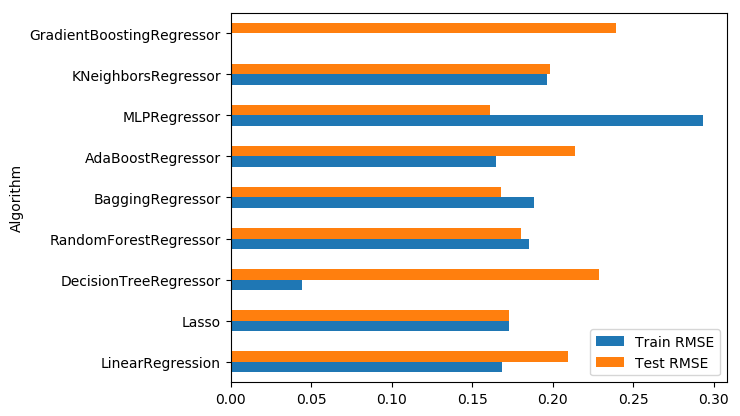 GradientBoostingRegressor
KNeighborsRegressor
MLPRegressor
AdaBoostRegressor
BaggingRegressor
RandomForestRegressor
DecisionTreeRegressor
Lasso
LinearRegression
Algorithm
Train RMSE
Test RMSE
0.00 0.05 0.10 0.15 0.20 0.25 0.30